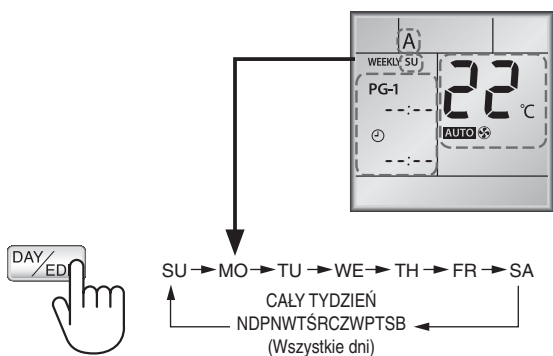 A
WEEKLY SU
PG-1
--:--
--:--
22 °C
AUTO
DAY/EDI
SU → MO → TU → WE → TH → FR → SA
CAŁY TYDZIEŃ
NDPNWTŚRCZWPTSB
(Wszystkie dni)